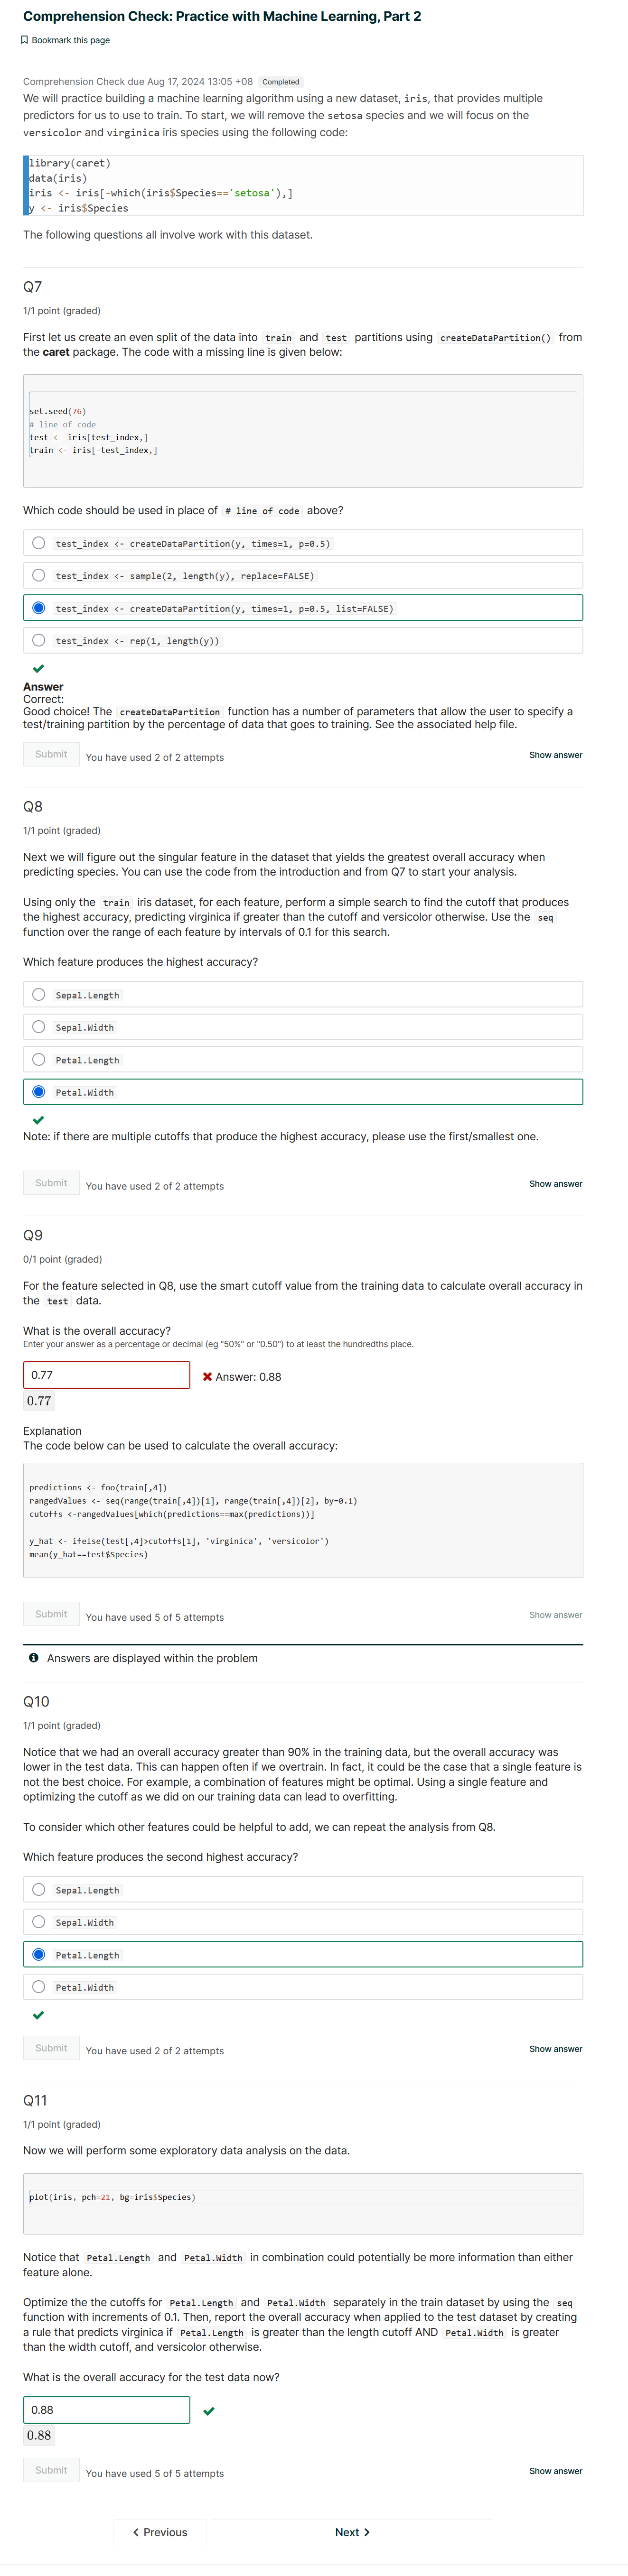 Comprehension Check: Practice with Machine Learning, Part 2
Bookmark this page
Comprehension Check due Aug 17, 2024 13:05 +08 Completed
We will practice building a machine learning algorithm using a new dataset, iris, that provides multiple
predictors for us to use to train. To start, we will remove the setosa species and we will focus on the
versicolor and virginica iris species using the following code:
library(caret)
data(iris)
iris <- iris[-which(iris$Species=='setosa'),]
y <- iris$Species
The following questions all involve work with this dataset.
Q7
1/1 point (graded)
First let us create an even split of the data into train and test partitions using createDataPartition() from
the caret package. The code with a missing line is given below:
set.seed(76)
# line of code
test <- iris[test_index,]
train <- iris[-test_index,]
Which code should be used in place of # line of code above?
test_index <- createDataPartition(y, times=1, p=0.5)
test_index <- sample(2, length(y), replace=FALSE)
test_index <- createDataPartition(y, times=1, p=0.5, list=FALSE)
test_index <- rep(1, length(y))
Answer
Correct:
Good choice! The createDataPartition function has a number of parameters that allow the user to specify a
test/training partition by the percentage of data that goes to training. See the associated help file.
Submit You have used 2 of 2 attempts Show answer
Q8
1/1 point (graded)
Next we will figure out the singular feature in the dataset that yields the greatest overall accuracy when
predicting species. You can use the code from the introduction and from Q7 to start your analysis.
Using only the train iris dataset, for each feature, perform a simple search to find the cutoff that produces
the highest accuracy, predicting virginica if greater than the cutoff and versicolor otherwise. Use the seq
function over the range of each feature by intervals of 0.1 for this search.
Which feature produces the highest accuracy?
Sepal.Length
Sepal.Width
Petal.Length
Petal.Width
Note: if there are multiple cutoffs that produce the highest accuracy, please use the first/smallest one.
Submit You have used 2 of 2 attempts Show answer
Q9
0/1 point (graded)
For the feature selected in Q8, use the smart cutoff value from the training data to calculate overall accuracy in
the test data.
What is the overall accuracy?
Enter your answer as a percentage or decimal (eg "50%" or "0.50") to at least the hundredths place.
0.77 Answer: 0.88
0.77
Explanation
The code below can be used to calculate the overall accuracy:
predictions <- foo(train[,4])
rangedValues <- seq(range(train[,4])[1], range(train[,4])[2], by=0.1)
cutoffs <-rangedValues[which(predictions==max(predictions))]
y_hat <- ifelse(test[,4]>cutoffs[1], 'virginica', 'versicolor')
mean(y_hat==test$Species)
Submit You have used 5 of 5 attempts Show answer
Answers are displayed within the problem
Q10
1/1 point (graded)
Notice that we had an overall accuracy greater than 90% in the training data, but the overall accuracy was
lower in the test data. This can happen often if we overtrain. In fact, it could be the case that a single feature is
not the best choice. For example, a combination of features might be optimal. Using a single feature and
optimizing the cutoff as we did on our training data can lead to overfitting.
To consider which other features could be helpful to add, we can repeat the analysis from Q8.
Which feature produces the second highest accuracy?
Sepal.Length
Sepal.Width
Petal.Length
Petal.Width
Submit You have used 2 of 2 attempts Show answer
Q11
1/1 point (graded)
Now we will perform some exploratory data analysis on the data.
plot(iris, pch=21, bg=iris$Species)
Notice that Petal.Length and Petal.Width in combination could potentially be more information than either
feature alone.
Optimize the the cutoffs for Petal.Length and Petal.Width separately in the train dataset by using the seq
function with increments of 0.1. Then, report the overall accuracy when applied to the test dataset by creating
a rule that predicts virginica if Petal.Length is greater than the length cutoff AND Petal.Width is greater
than the width cutoff, and versicolor otherwise.
What is the overall accuracy for the test data now?
0.88
0.88
Submit You have used 5 of 5 attempts Show answer
Previous Next